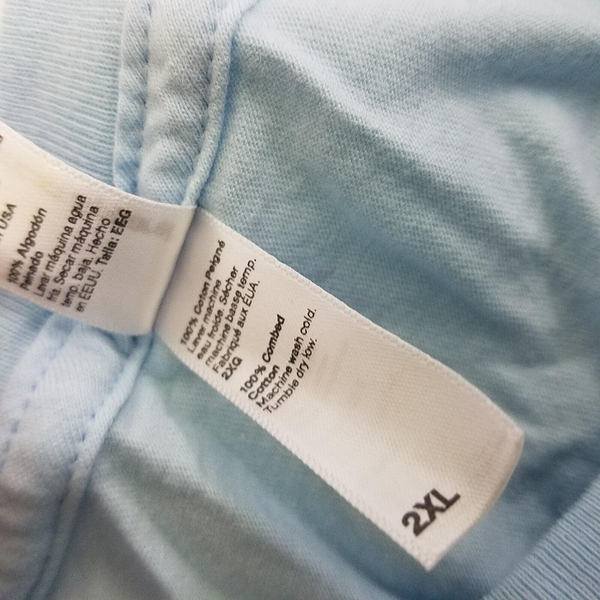 USA
100% Algodón
Peinado
Lavar máquina agua
fría. Secar máquina
temp. baja. Hecho
en EEUU. Talla: EEG
100% Coton Peigné
Laver machine
eau froide. Sécher
machine basse temp.
Fabriqué aux ÉUA.
2XG
100% Combed
Cotton
Machine wash cold.
Tumble dry low.
2XL